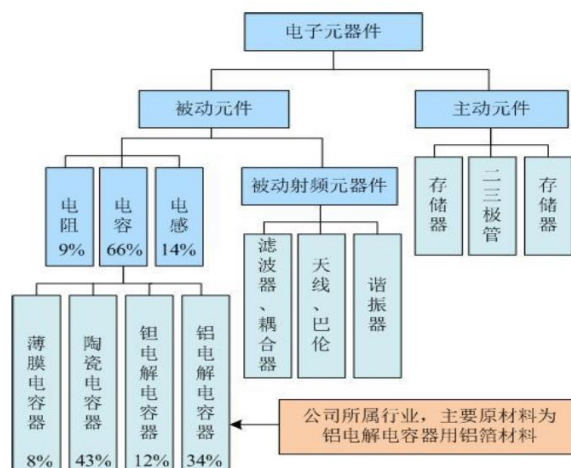 电子元器件
被动元件
主动元件
电阻
9%
电容
66%
电感
14%
被动射频元器件
存储器
二三极管
存储器
滤波器、耦合器
天线、巴伦
谐振器
薄膜电容器
8%
陶瓷电容器
43%
钽电解电容器
12%
铝电解电容器
34%
公司所属行业，主要原材料为
铝电解电容器用铝箔材料